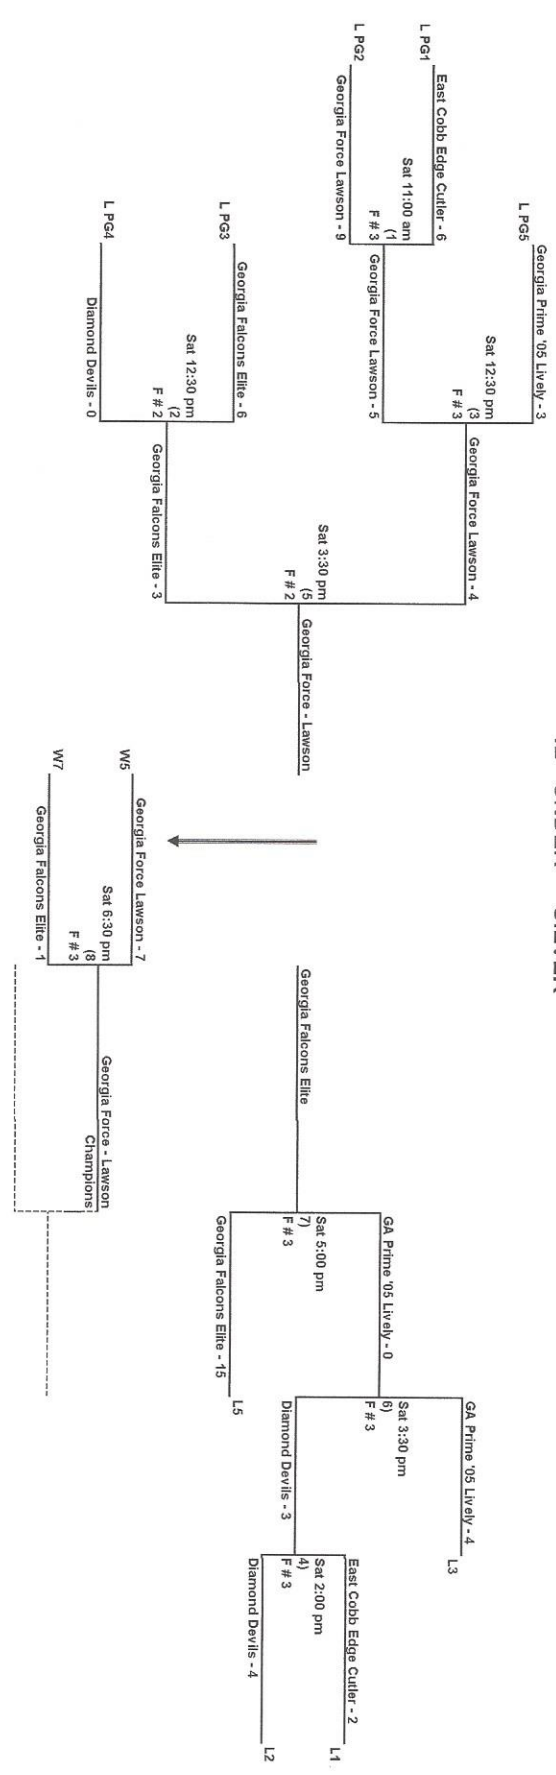 Georgia Prime '05 Lively - 3
L PG5
Sat 12:30 pm
(3
F # 3
Georgia Force Lawson - 4
East Cobb Edge Cutler - 6
L PG1
Sat 11:00 am
(1
F # 3
Georgia Force Lawson - 5
L PG2
Georgia Force Lawson - 9
Sat 3:30 pm
(5
F # 2
Georgia Force - Lawson
L PG3
Georgia Falcons Elite - 6
Sat 12:30 pm
(2
F # 2
Georgia Falcons Elite - 3
L PG4
Diamond Devils - 0
GA Prime '05 Lively - 4
L3
Sat 3:30 pm
6)
F # 3
GA Prime '05 Lively - 0
East Cobb Edge Cutler - 2
L1
Sat 2:00 pm
4)
F # 3
Diamond Devils - 3
Diamond Devils - 4
L2
Sat 5:00 pm
7)
F # 3
Georgia Falcons Elite
Georgia Falcons Elite - 15
L5
W5
Georgia Force Lawson - 7
Sat 6:30 pm
(8
F # 3
Georgia Force - Lawson
Champions
W7
Georgia Falcons Elite - 1